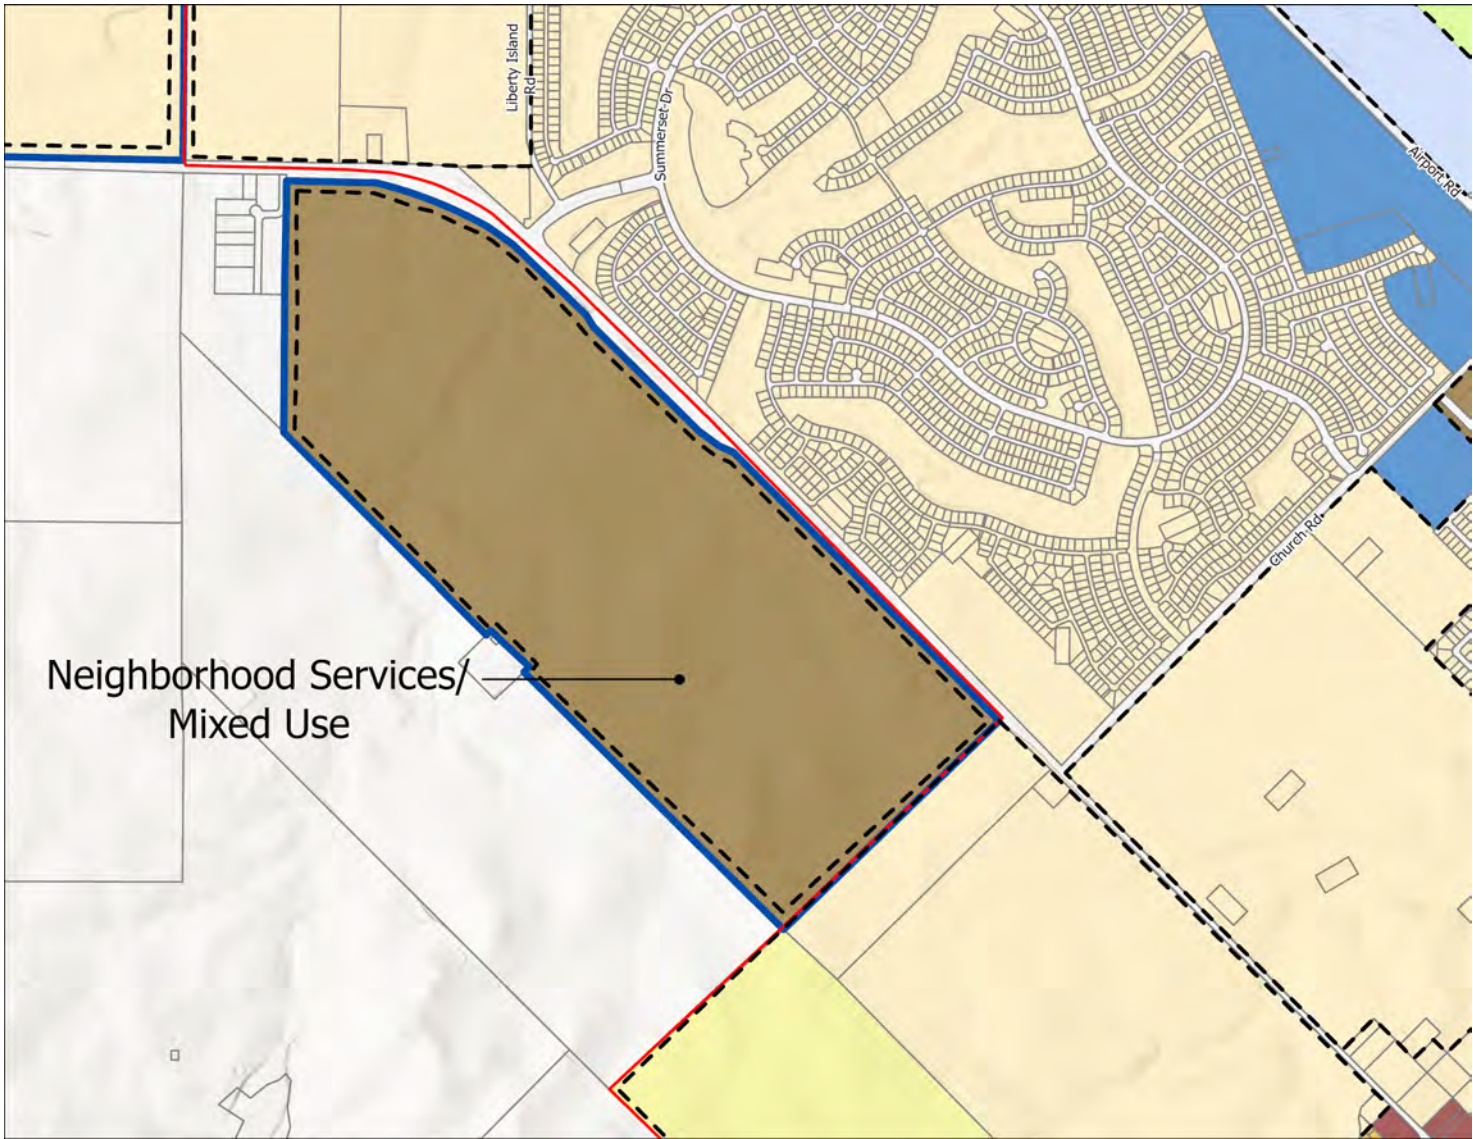 Liberty Island
Rd
Summerset Dr
Airport Rd
Church Rd
Neighborhood Services/
Mixed Use